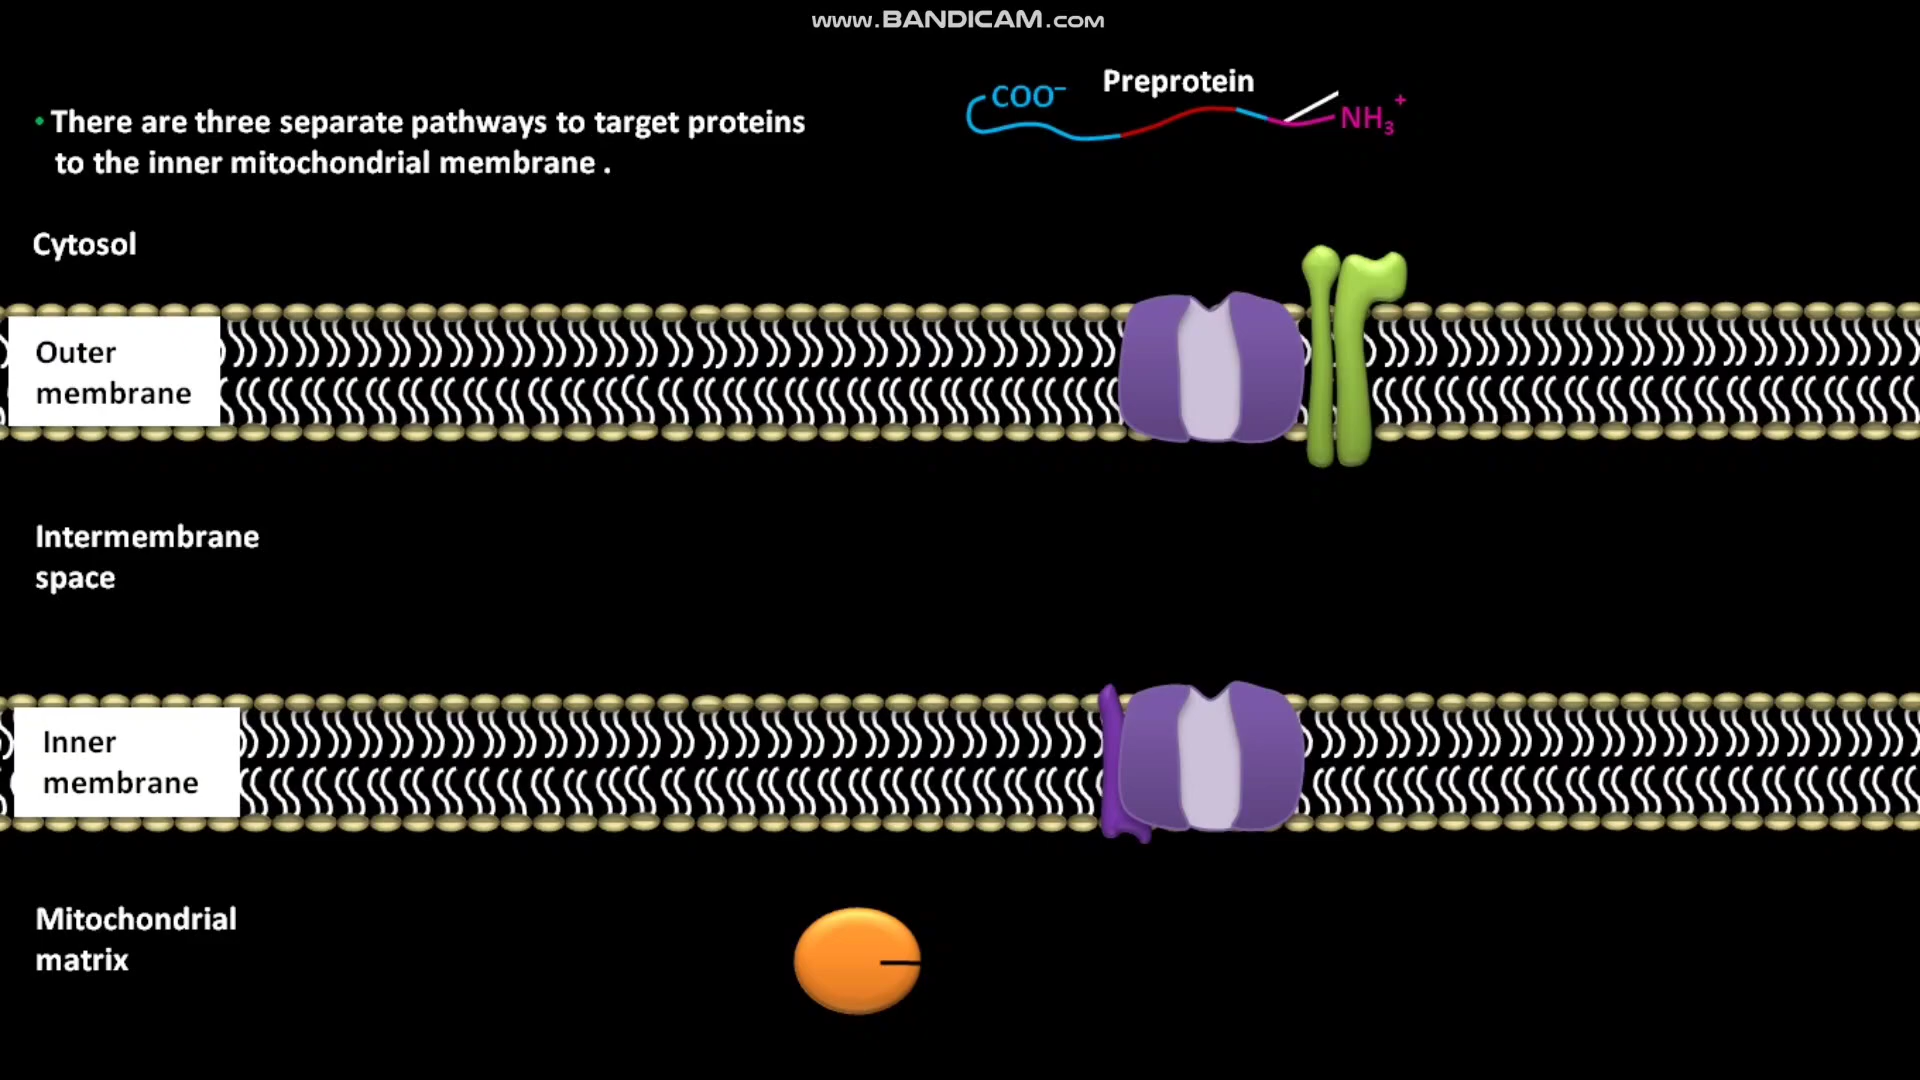 www.BANDICAM.com
Preprotein
COO⁻
NH₃⁺
• There are three separate pathways to target proteins
to the inner mitochondrial membrane .
Cytosol
Outer
membrane
Intermembrane
space
Inner
membrane
Mitochondrial
matrix